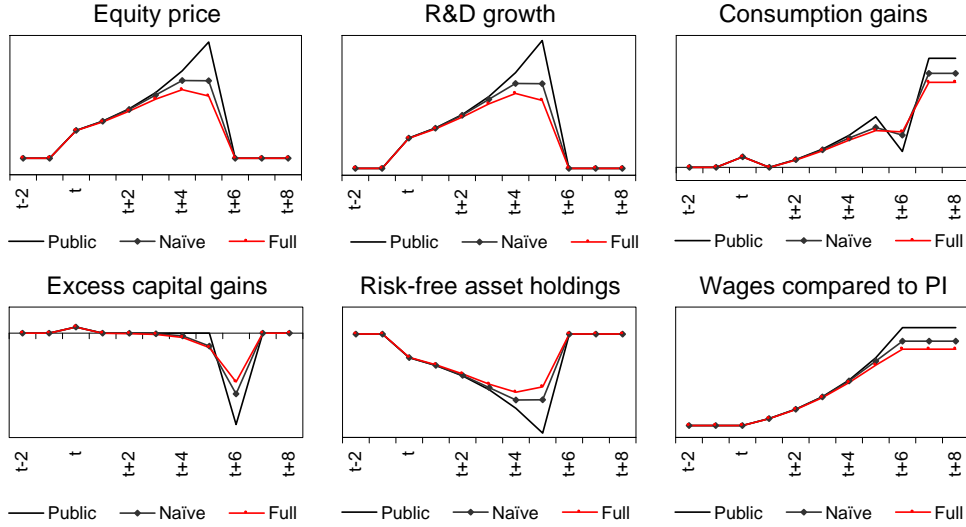 Equity price
R&D growth
Consumption gains
t-2 t t+2 t+4 t+6 t+8
t-2 t t+2 t+4 t+6 t+8
t-2 t t+2 t+4 t+6 t+8
Public Naïve Full
Public Naïve Full
Public Naïve Full
Excess capital gains
Risk-free asset holdings
Wages compared to PI
t-2 t t+2 t+4 t+6 t+8
t-2 t t+2 t+4 t+6 t+8
t-2 t t+2 t+4 t+6 t+8
Public Naïve Full
Public Naïve Full
Public Naïve Full